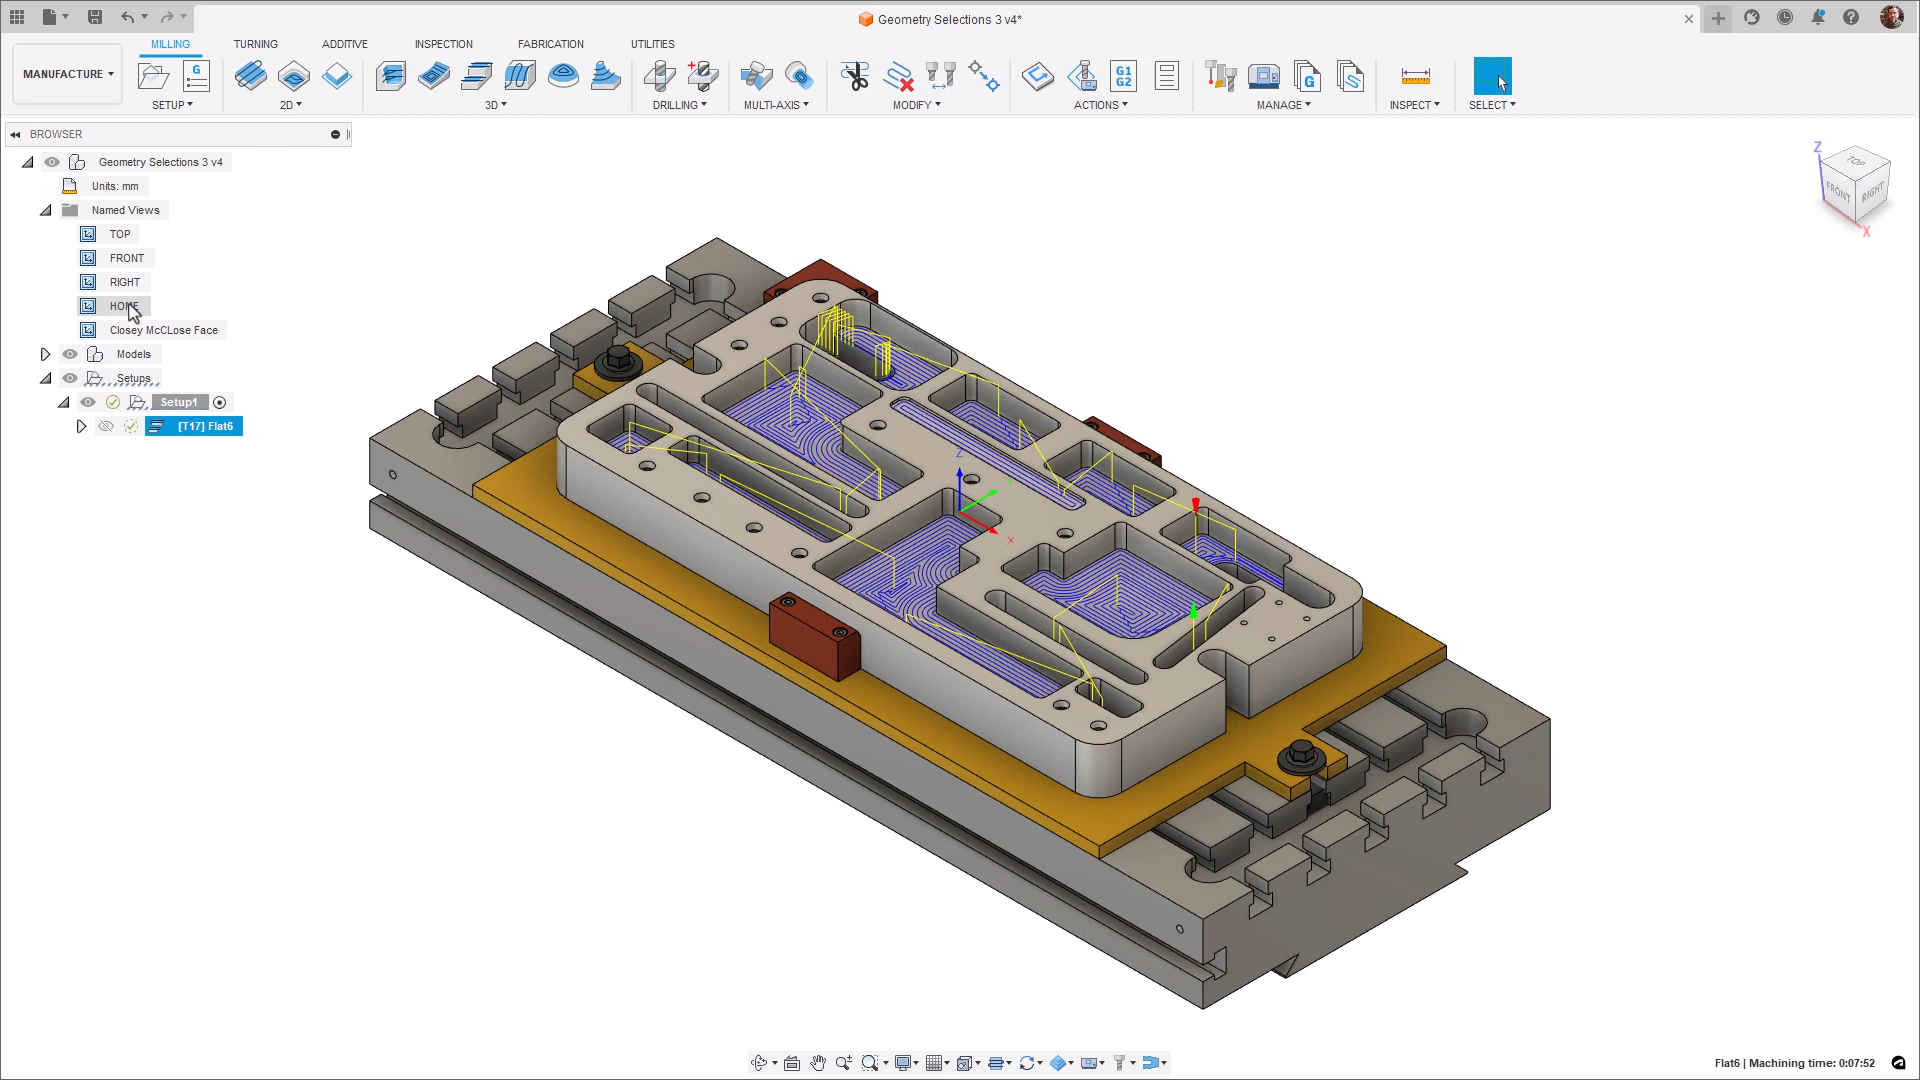 Geometry Selections 3 v4*
MANUFACTURE
MILLING
TURNING
ADDITIVE
INSPECTION
FABRICATION
UTILITIES
G
G1
G2
SETUP
2D
3D
DRILLING
MULTI-AXIS
MODIFY
ACTIONS
MANAGE
INSPECT
SELECT
BROWSER
Geometry Selections 3 v4
Units: mm
Named Views
TOP
FRONT
RIGHT
HOME
Closey McCLose Face
Models
Setups
Setup1
[T17] Flat6
Z
TOP
FRONT
RIGHT
X
Z
X
Flat6 | Machining time: 0:07:52